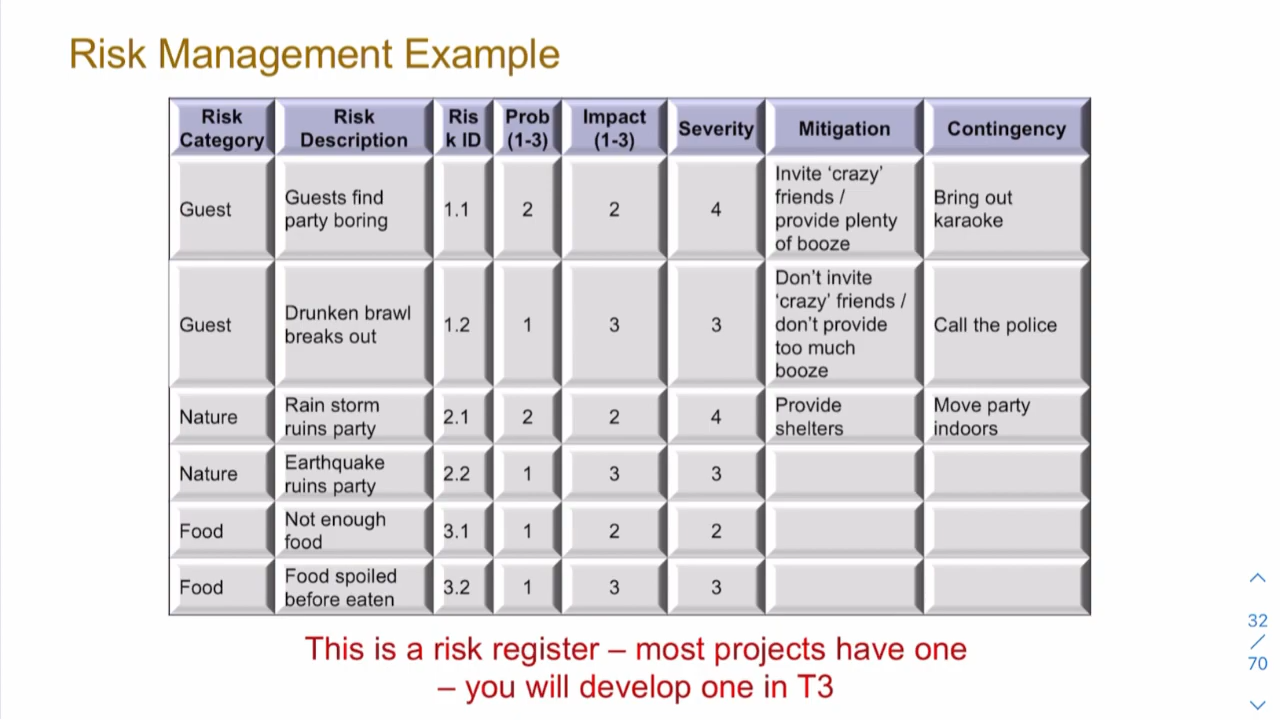 Risk Management Example
Risk Category
Risk Description
Ris
k ID
Prob
(1-3)
Impact
(1-3)
Severity
Mitigation
Contingency
Guest
Guests find
party boring
1.1
2
2
4
Invite ‘crazy’
friends /
provide plenty
of booze
Bring out
karaoke
Guest
Drunken brawl
breaks out
1.2
1
3
3
Don’t invite
‘crazy’ friends /
don’t provide
too much
booze
Call the police
Nature
Rain storm
ruins party
2.1
2
2
4
Provide
shelters
Move party
indoors
Nature
Earthquake
ruins party
2.2
1
3
3
Food
Not enough
food
3.1
1
2
2
Food
Food spoiled
before eaten
3.2
1
3
3
This is a risk register – most projects have one
– you will develop one in T3
32
/
70